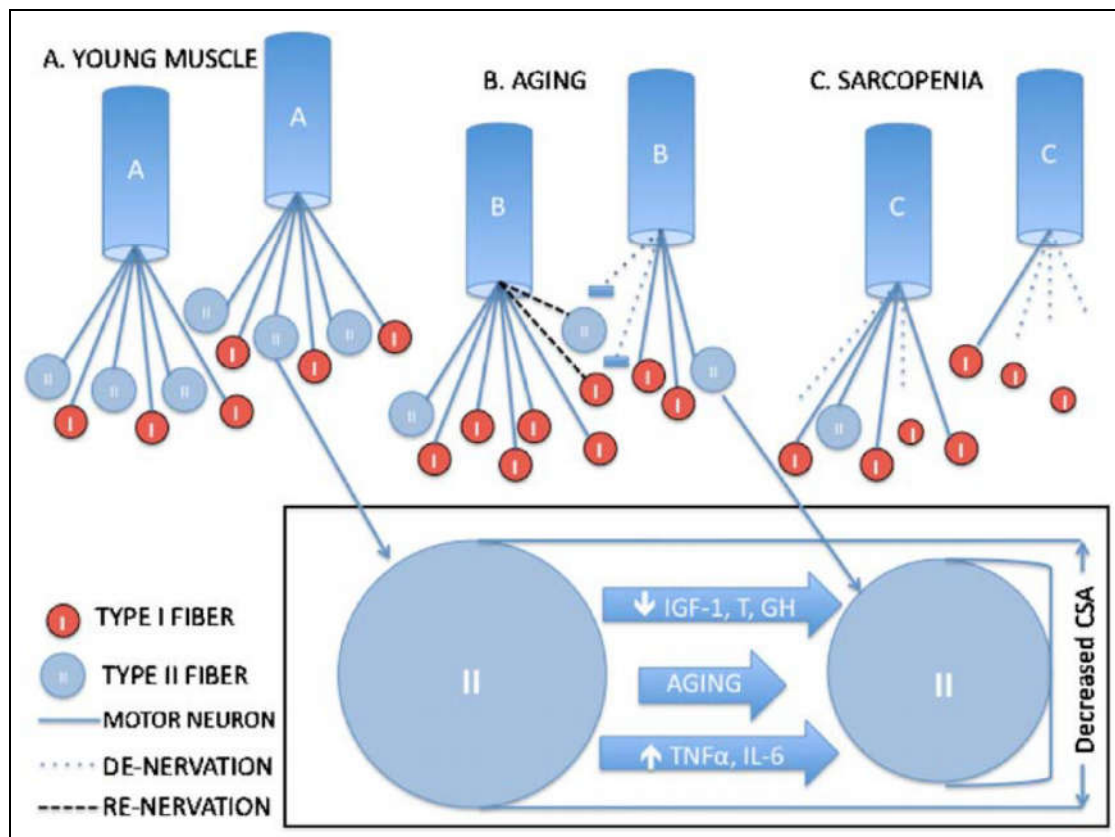 A. YOUNG MUSCLE
A
A
II
I
II
I
II
I
II
I
II
I
II
I
B. AGING
B
B
II
I
I
I
I
I
II
I
I
I
II
C. SARCOPENIA
C
C
I
II
I
I
I
I
I
I
TYPE I FIBER
TYPE II FIBER
MOTOR NEURON
DE-NERVATION
RE-NERVATION
I
II
II
↓ IGF-1, T, GH
AGING
↑ TNFα, IL-6
II
Decreased CSA